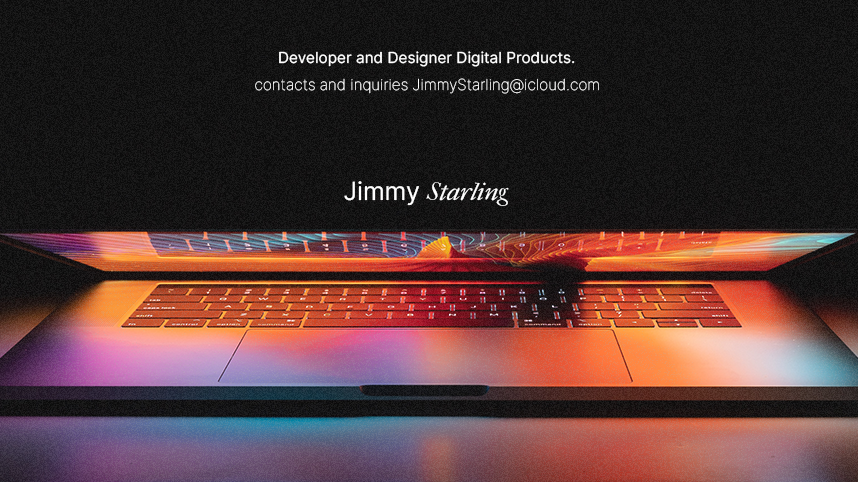 Developer and Designer Digital Products.
contacts and inquiries JimmyStarling@icloud.com
Jimmy Starling